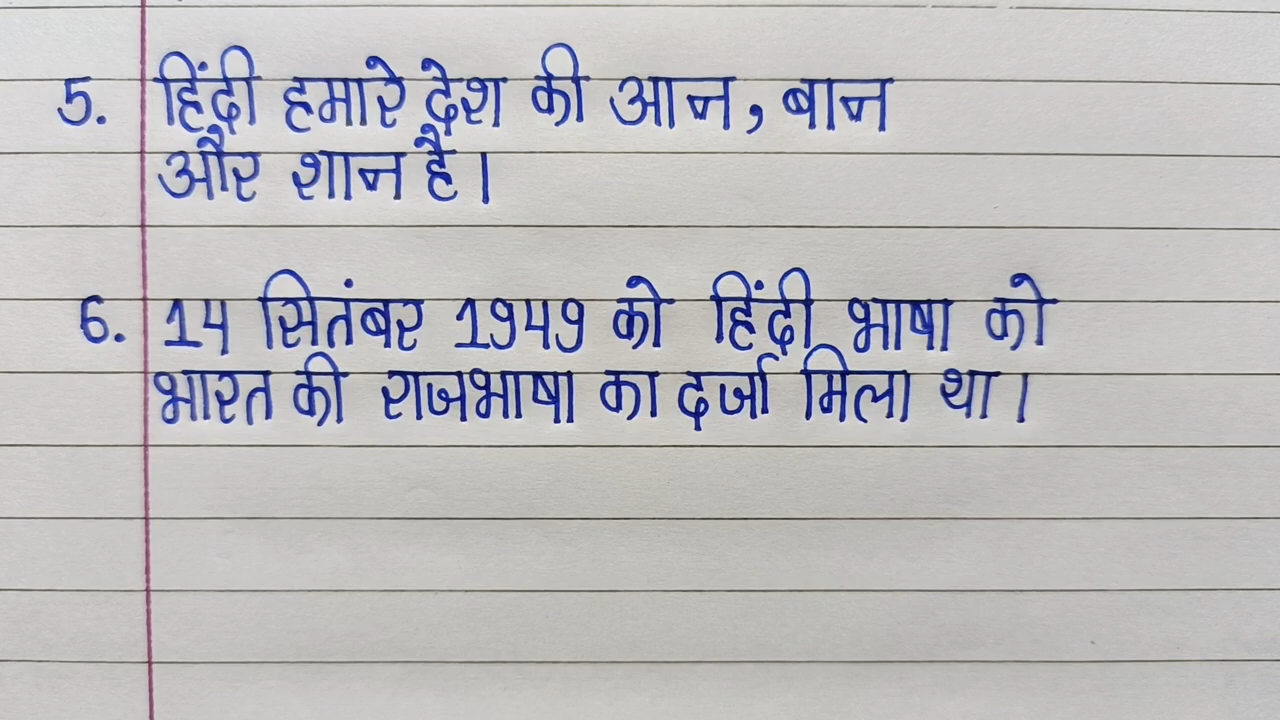 5. हिंदी हमारे देश की आन, बान
और शान है।
6. 14 सितंबर 1949 को हिंदी भाषा को
भारत की राजभाषा का दर्जा मिला था।